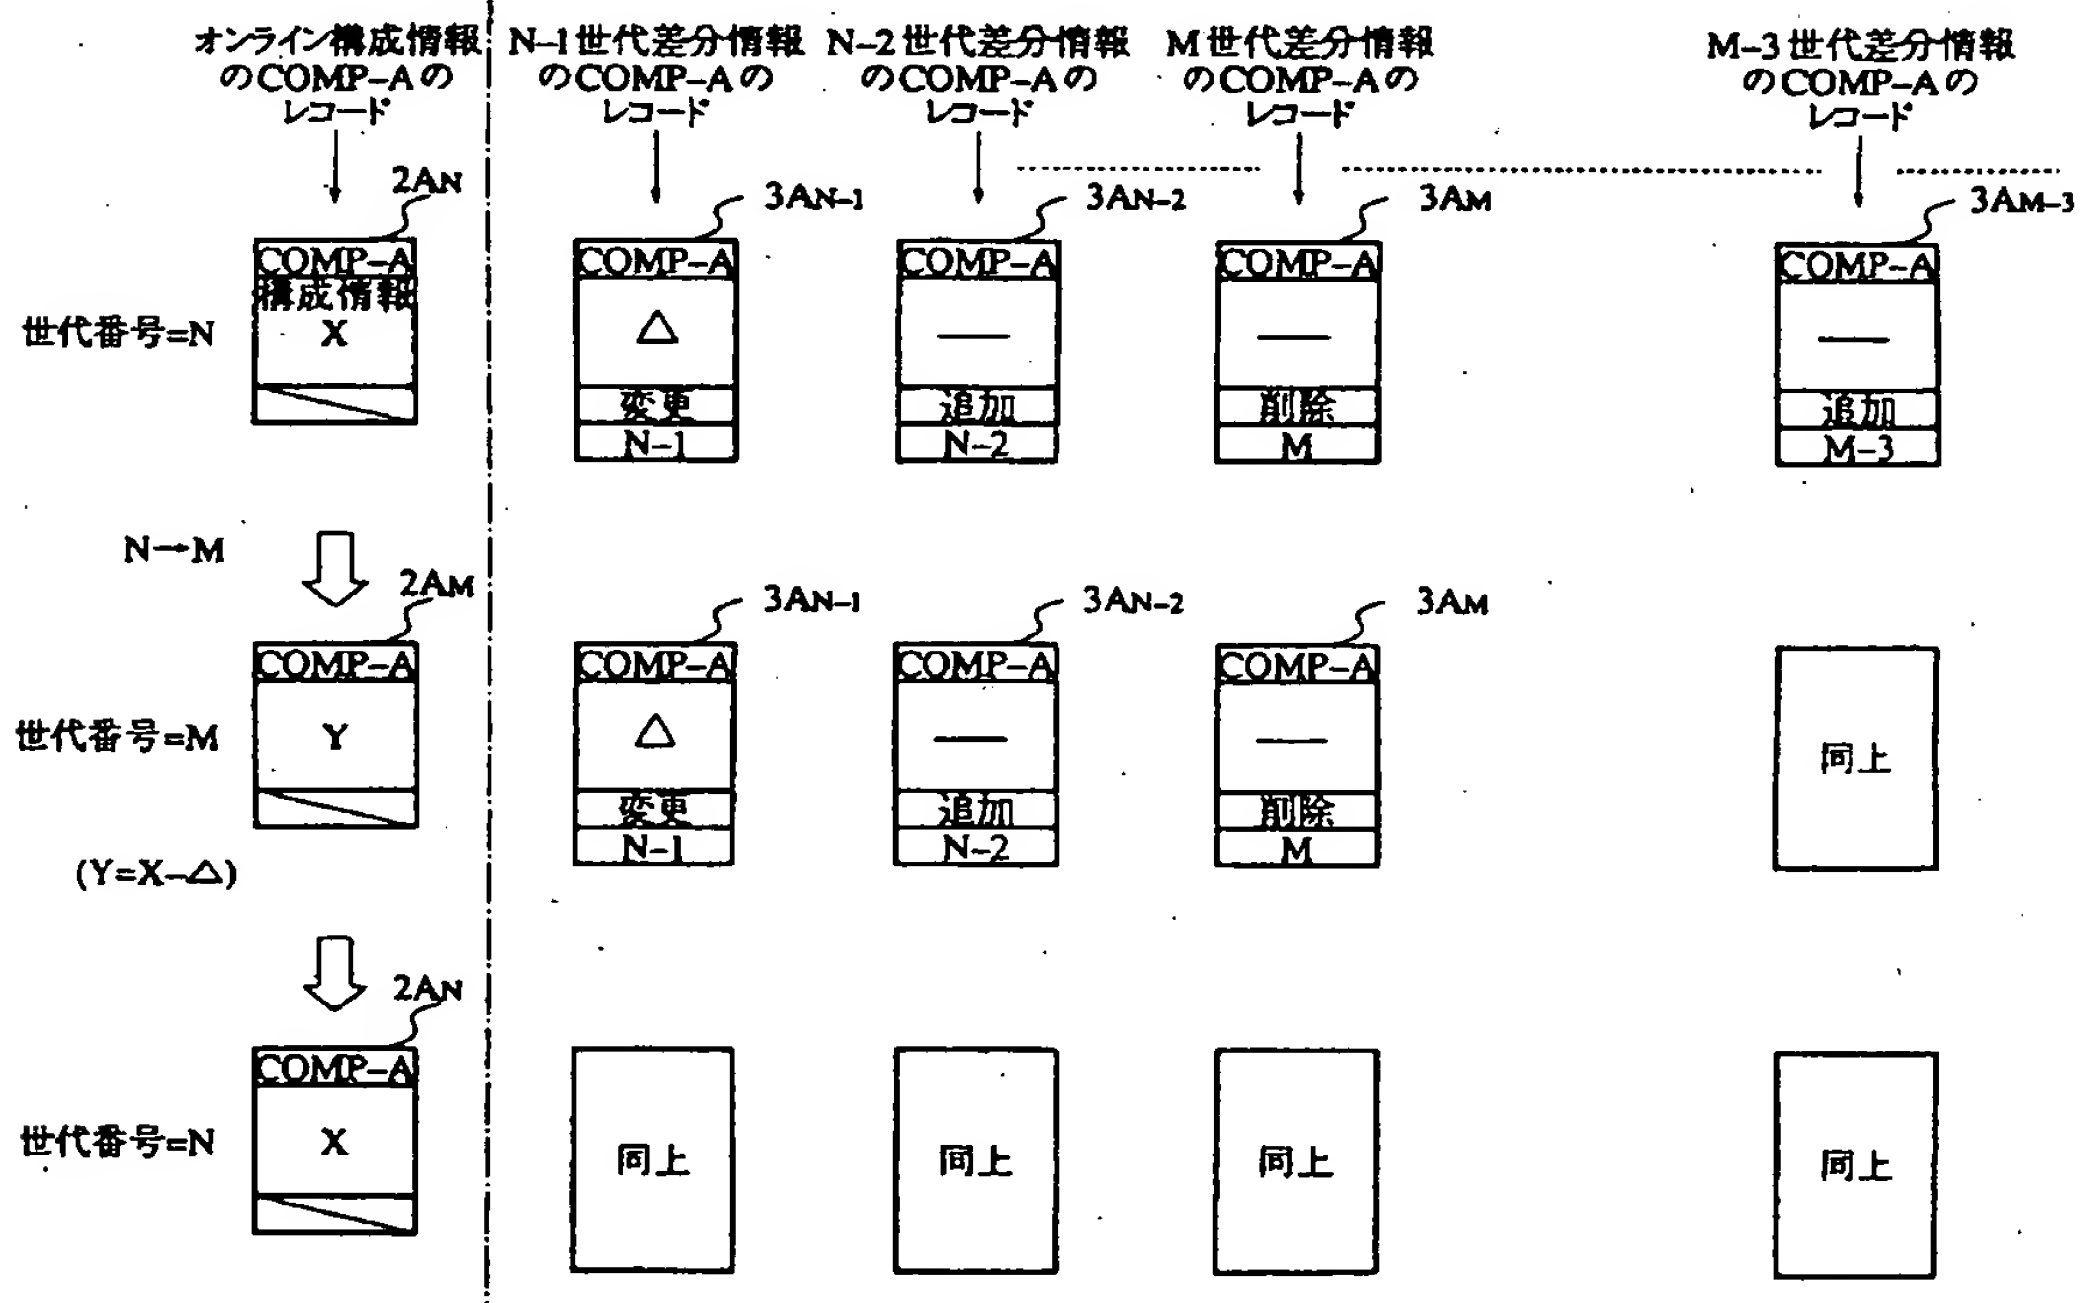 オンライン構成情報
のCOMP-Aの
レコード
N-1世代差分情報
のCOMP-Aの
レコード
N-2世代差分情報
のCOMP-Aの
レコード
M世代差分情報
のCOMP-Aの
レコード
M-3世代差分情報
のCOMP-Aの
レコード
2AN
3AN-1
3AN-2
3AM
3AM-3
世代番号=N
COMP-A
構成情報
X
COMP-A
△
変更
N-1
COMP-A
—
追加
N-2
COMP-A
—
削除
M
COMP-A
—
追加
M-3
N→M
2AM
3AN-1
3AN-2
3AM
世代番号=M
COMP-A
Y
COMP-A
△
変更
N-1
COMP-A
—
追加
N-2
COMP-A
—
削除
M
同上
(Y=X-△)
2AN
世代番号=N
COMP-A
X
同上
同上
同上
同上